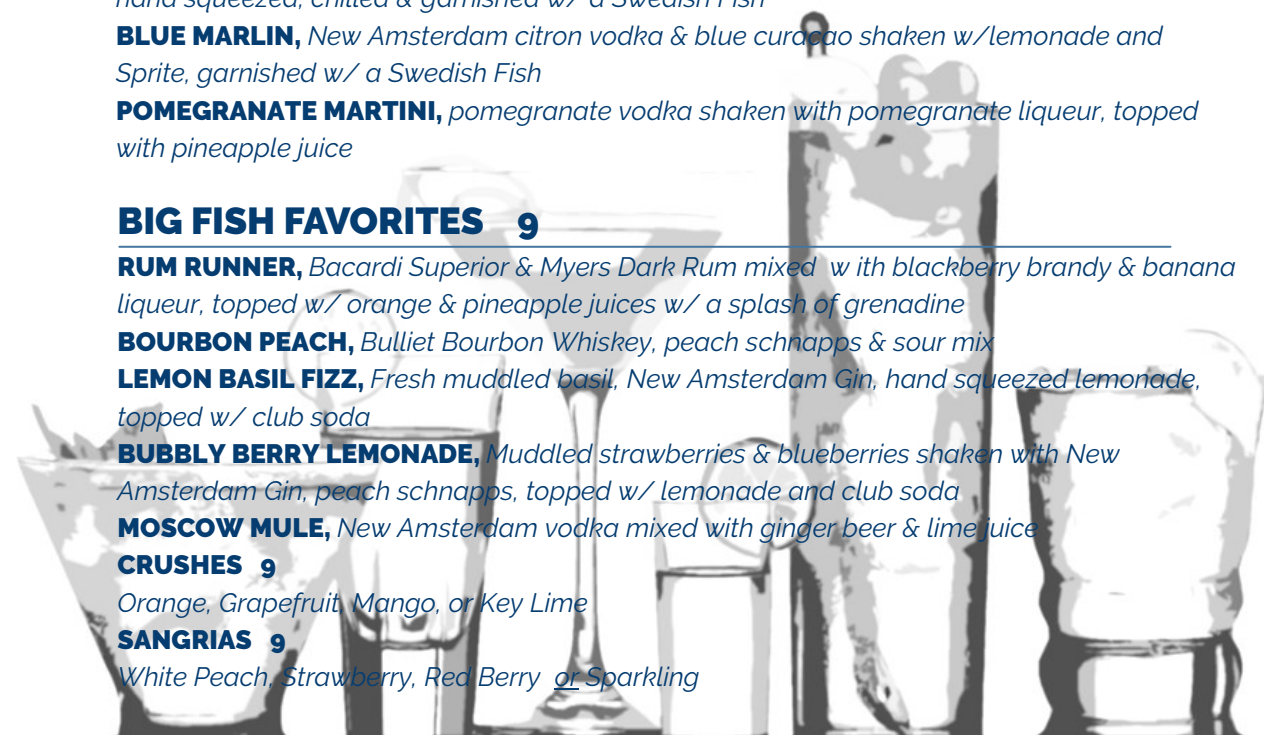 hand squeezed, chilled & garnished w/ a Swedish Fish
BLUE MARLIN, New Amsterdam citron vodka & blue curacao shaken w/lemonade and
Sprite, garnished w/ a Swedish Fish
POMEGRANATE MARTINI, pomegranate vodka shaken with pomegranate liqueur, topped
with pineapple juice
BIG FISH FAVORITES 9
RUM RUNNER, Bacardi Superior & Myers Dark Rum mixed w ith blackberry brandy & banana
liqueur, topped w/ orange & pineapple juices w/ a splash of grenadine
BOURBON PEACH, Bulliet Bourbon Whiskey, peach schnapps & sour mix
LEMON BASIL FIZZ, Fresh muddled basil, New Amsterdam Gin, hand squeezed lemonade,
topped w/ club soda
BUBBLY BERRY LEMONADE, Muddled strawberries & blueberries shaken with New
Amsterdam Gin, peach schnapps, topped w/ lemonade and club soda
MOSCOW MULE, New Amsterdam vodka mixed with ginger beer & lime juice
CRUSHES 9
Orange, Grapefruit, Mango, or Key Lime
SANGRIAS 9
White Peach, Strawberry, Red Berry or Sparkling